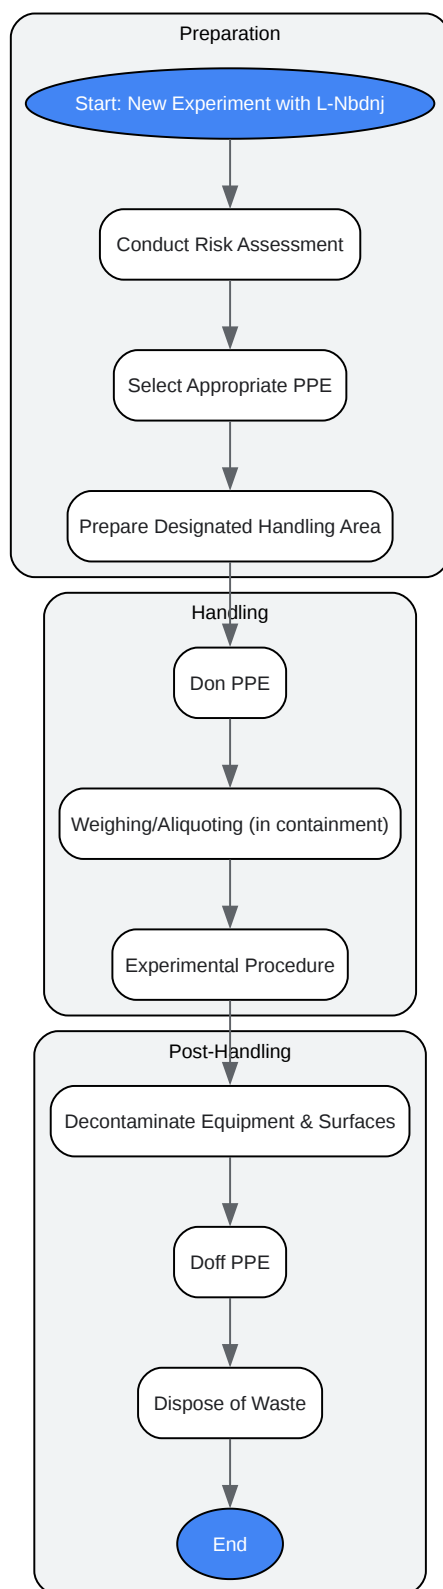 Preparation
Start: New Experiment with L-Nbdnj
Conduct Risk Assessment
Select Appropriate PPE
Prepare Designated Handling Area
Handling
Don PPE
Weighing/Aliquoting (in containment)
Experimental Procedure
Post-Handling
Decontaminate Equipment & Surfaces
Doff PPE
Dispose of Waste
End